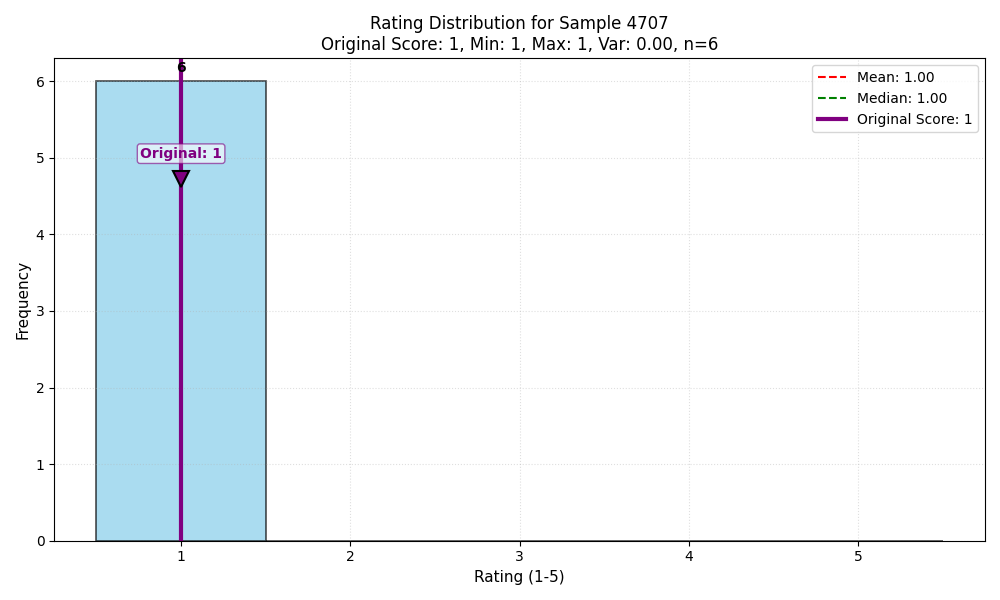 Rating Distribution for Sample 4707
Original Score: 1, Min: 1, Max: 1, Var: 0.00, n=6
6
Mean: 1.00
Median: 1.00
Original Score: 1
Original: 1
Frequency
6
5
4
3
2
1
0
1 2 3 4 5
Rating (1-5)